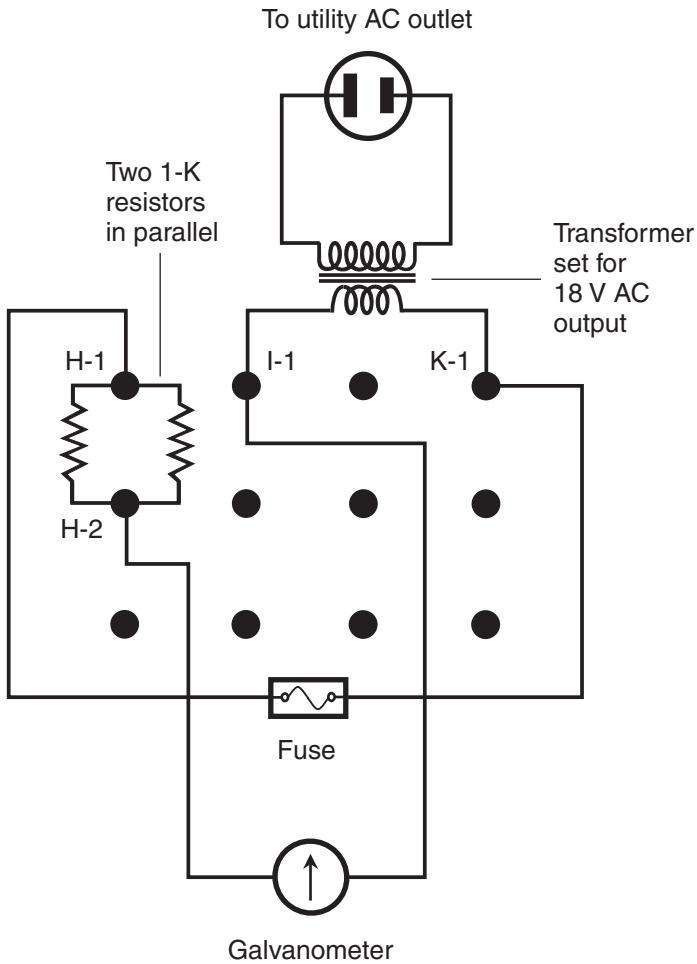 To utility AC outlet
Two 1-K
resistors
in parallel
Transformer
set for
18 V AC
output
H-1
I-1
K-1
H-2
Fuse
Galvanometer